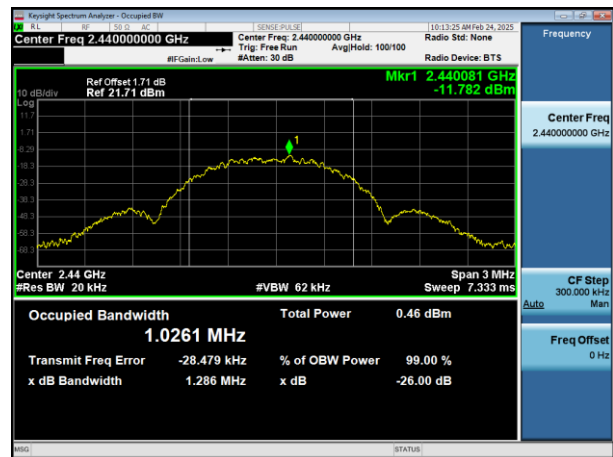 Keysight Spectrum Analyzer - Occupied BW
RL RF 50 Ω AC SENSE:PULSE 10:13:25 AM Feb 24, 2025
Center Freq 2.440000000 GHz
Center Freq: 2.440000000 GHz Radio Std: None
Trig: Free Run Avg|Hold: 100/100
#IFGain:Low #Atten: 30 dB Radio Device: BTS
Frequency
Ref Offset 1.71 dB Mkr1 2.440081 GHz
10 dB/div Ref 21.71 dBm -11.782 dBm
Log
11.7
1.71
-8.29
-18.3
-28.3
-38.3
-48.3
-58.3
-68.3
1
Center 2.44 GHz Span 3 MHz
#Res BW 20 kHz #VBW 62 kHz Sweep 7.333 ms
Occupied Bandwidth Total Power 0.46 dBm
1.0261 MHz
Transmit Freq Error -28.479 kHz % of OBW Power 99.00 %
x dB Bandwidth 1.286 MHz x dB -26.00 dB
Center Freq
2.440000000 GHz
CF Step
300.000 kHz
Auto Man
Freq Offset
0 Hz
MSG STATUS